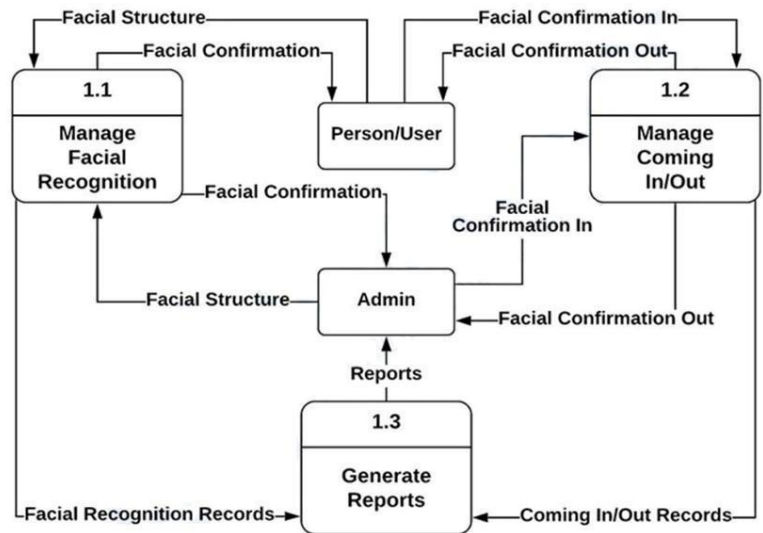 Facial Structure
Facial Confirmation In
Facial Confirmation
Facial Confirmation Out
1.1
Manage
Facial
Recognition
Person/User
1.2
Manage
Coming
In/Out
Facial Confirmation
Facial
Confirmation In
Facial Structure
Admin
Facial Confirmation Out
Reports
1.3
Generate
Reports
Facial Recognition Records
Coming In/Out Records